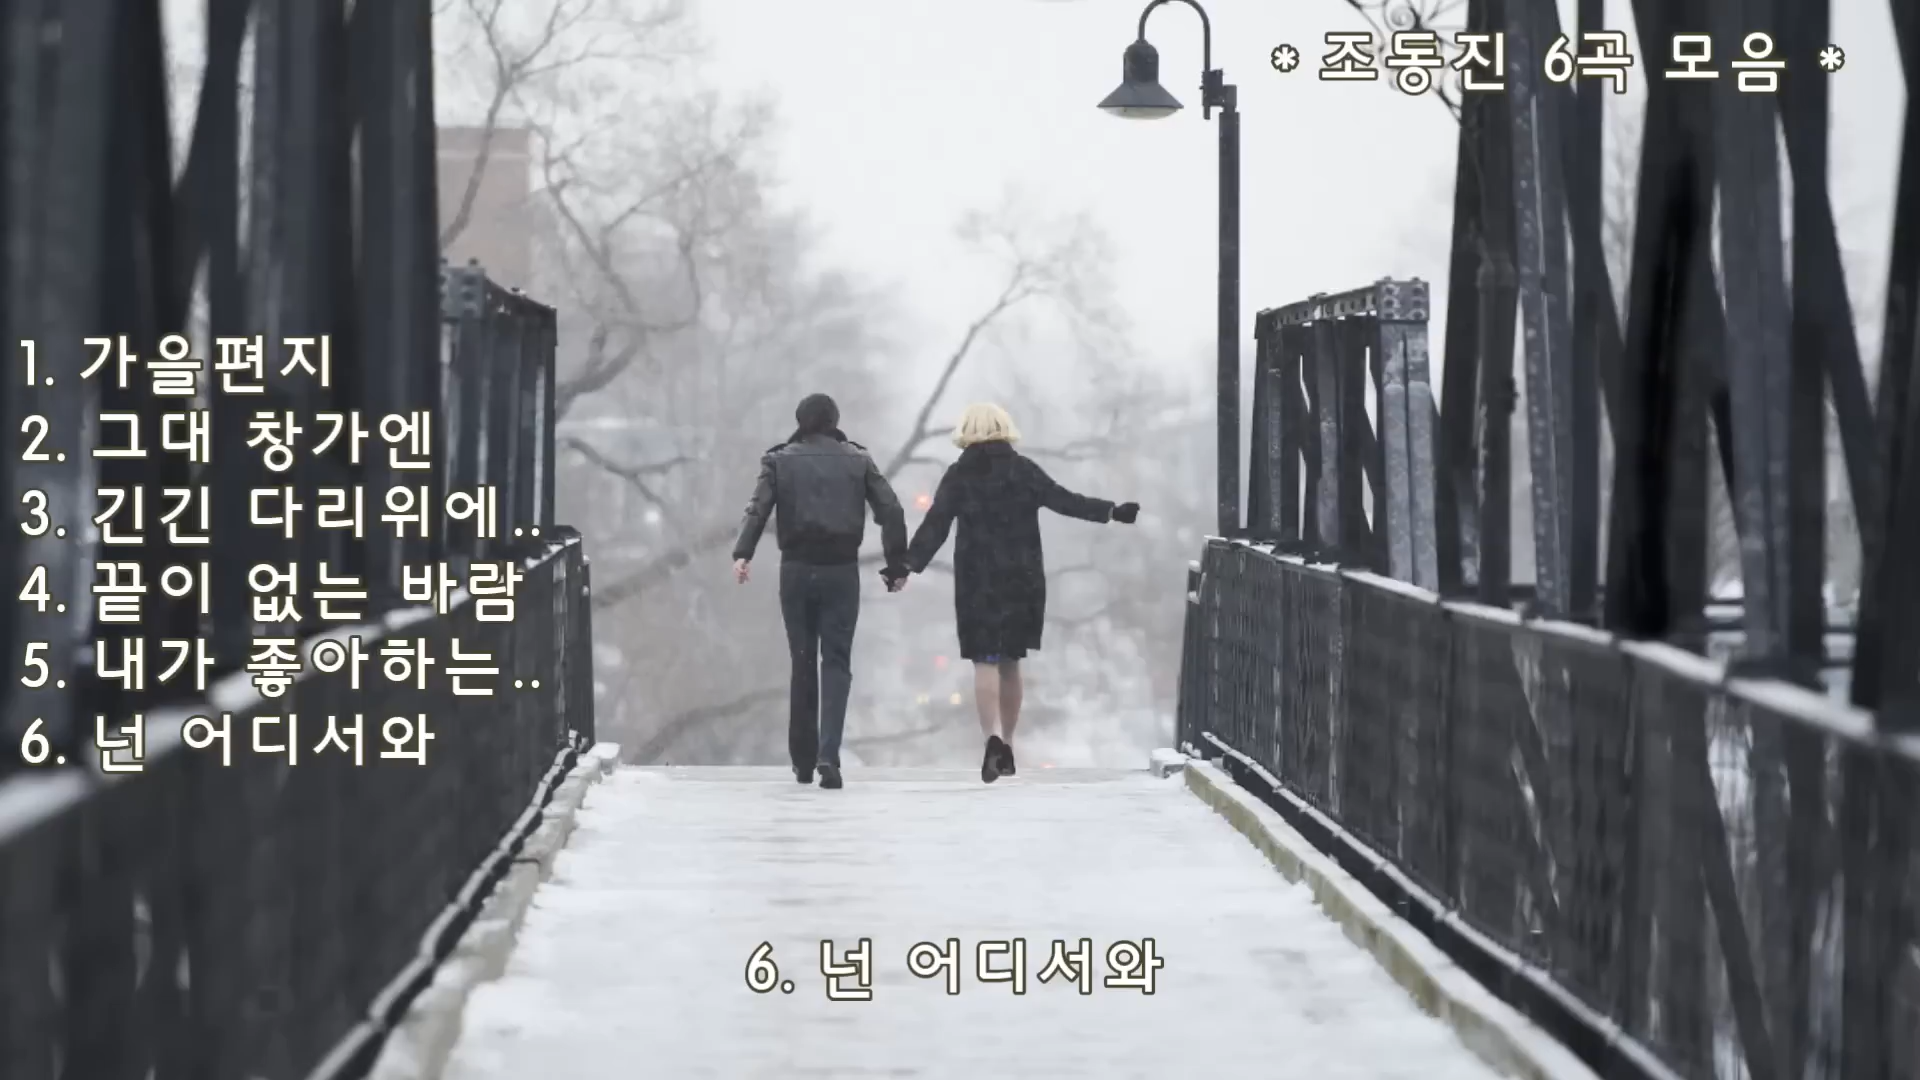 * 조동진 6곡 모음 *
1. 가을편지
2. 그대 창가엔
3. 긴긴 다리위에..
4. 끝이 없는 바람
5. 내가 좋아하는..
6. 넌 어디서와
6. 넌 어디서와